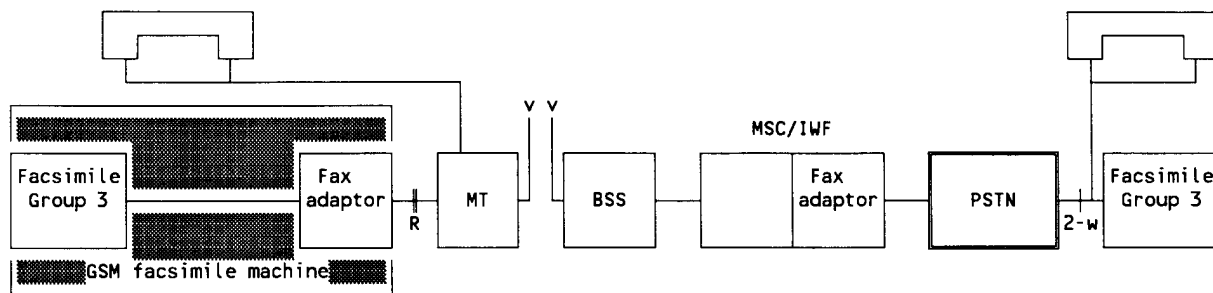 MSC/IWF
Facsimile
Group 3
Fax
adaptor
R
MT
BSS
Fax
adaptor
PSTN
2-w
Facsimile
Group 3
GSM facsimile machine